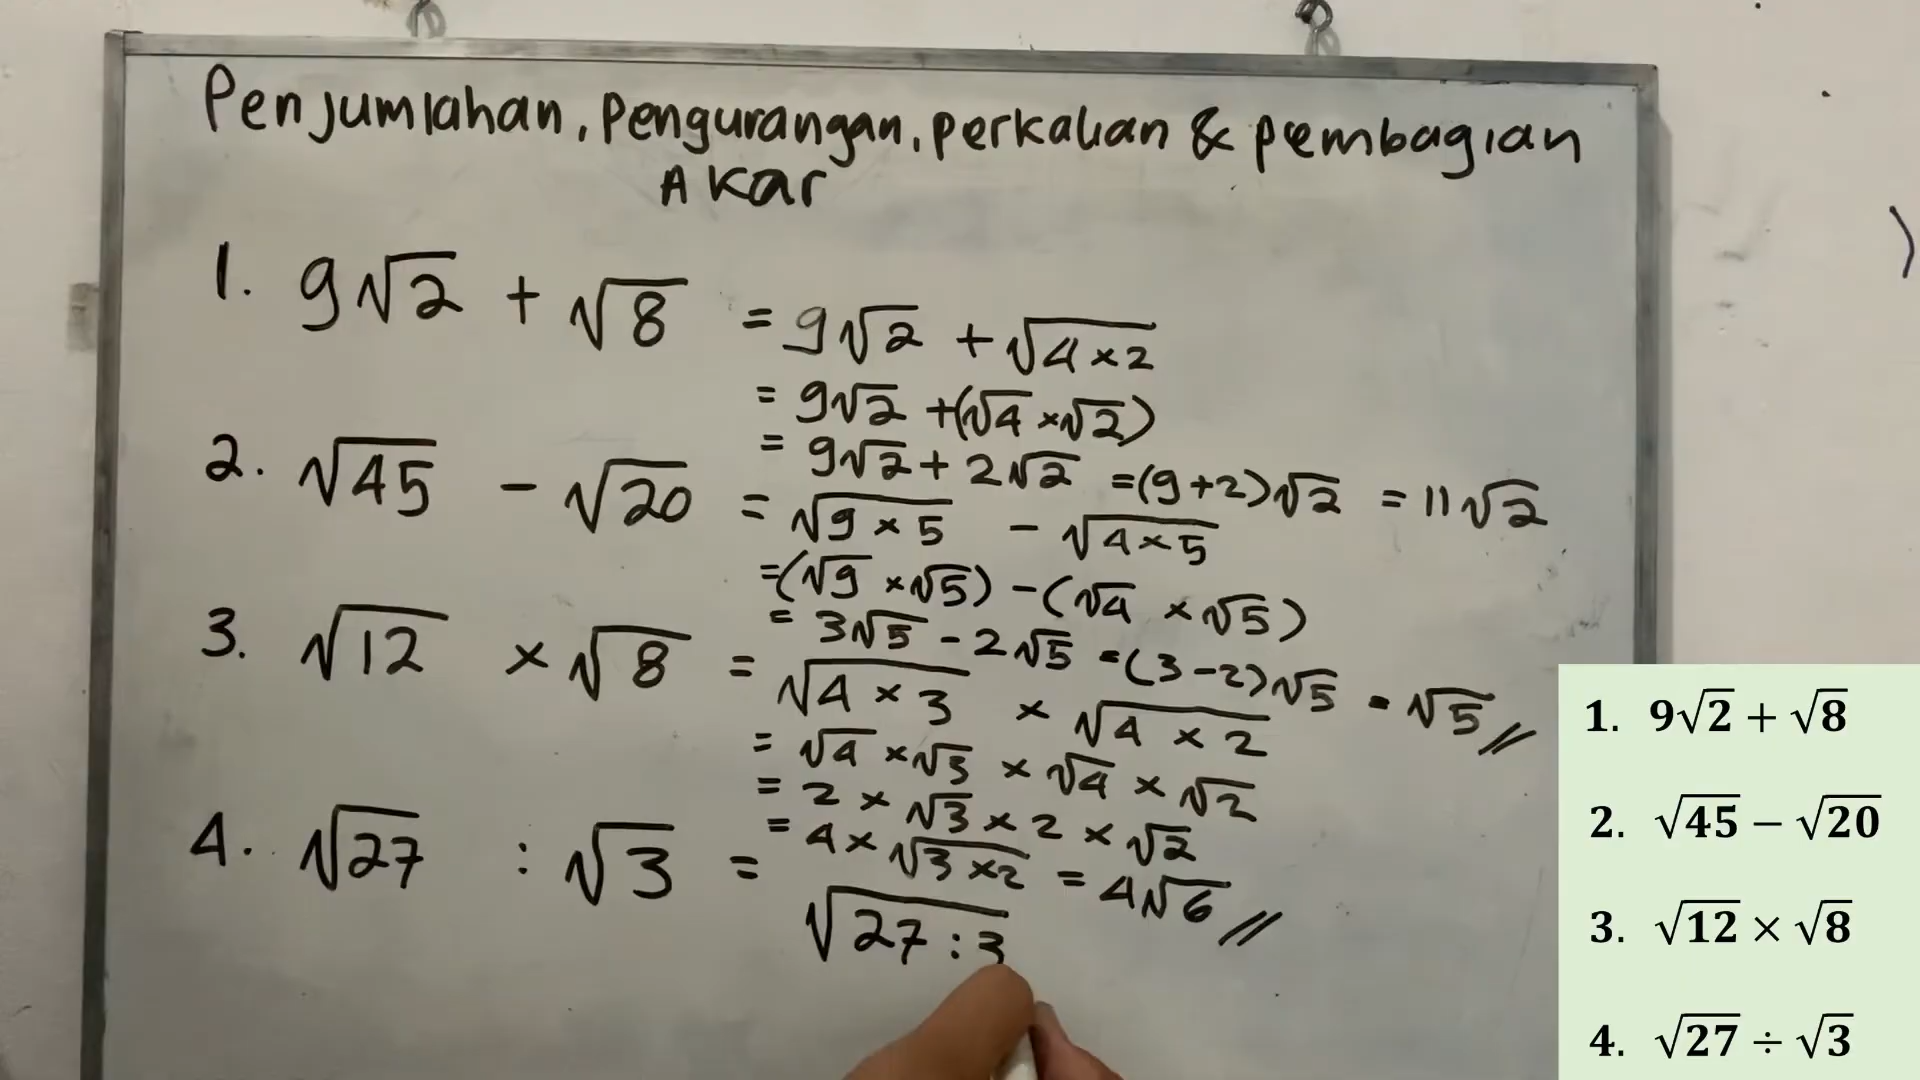 Penjumlahan, Pengurangan, perkalian & pembagian
Akar
1. 9√2 + √8 = 9√2 + √(4×2)
= 9√2 + (√4 × √2)
= 9√2 + 2√2 = (9+2)√2 = 11√2
2. √45 - √20 = √(9 × 5) - √(4×5)
= (√9 × √5) - (√4 × √5)
= 3√5 - 2√5 = (3-2)√5 = √5 //
3. √12 × √8 = √(4 × 3) × √(4 × 2)
= √4 × √3 × √4 × √2
= 2 × √3 × 2 × √2
= 4 × √(3×2) = 4√6 //
4. √27 : √3 = √(27 : 3
1. 9√2 + √8
2. √45 − √20
3. √12 × √8
4. √27 ÷ √3